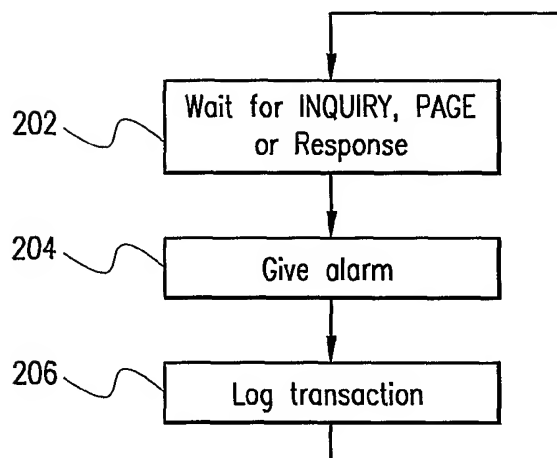 202
Wait for INQUIRY, PAGE
or Response
204
Give alarm
206
Log transaction